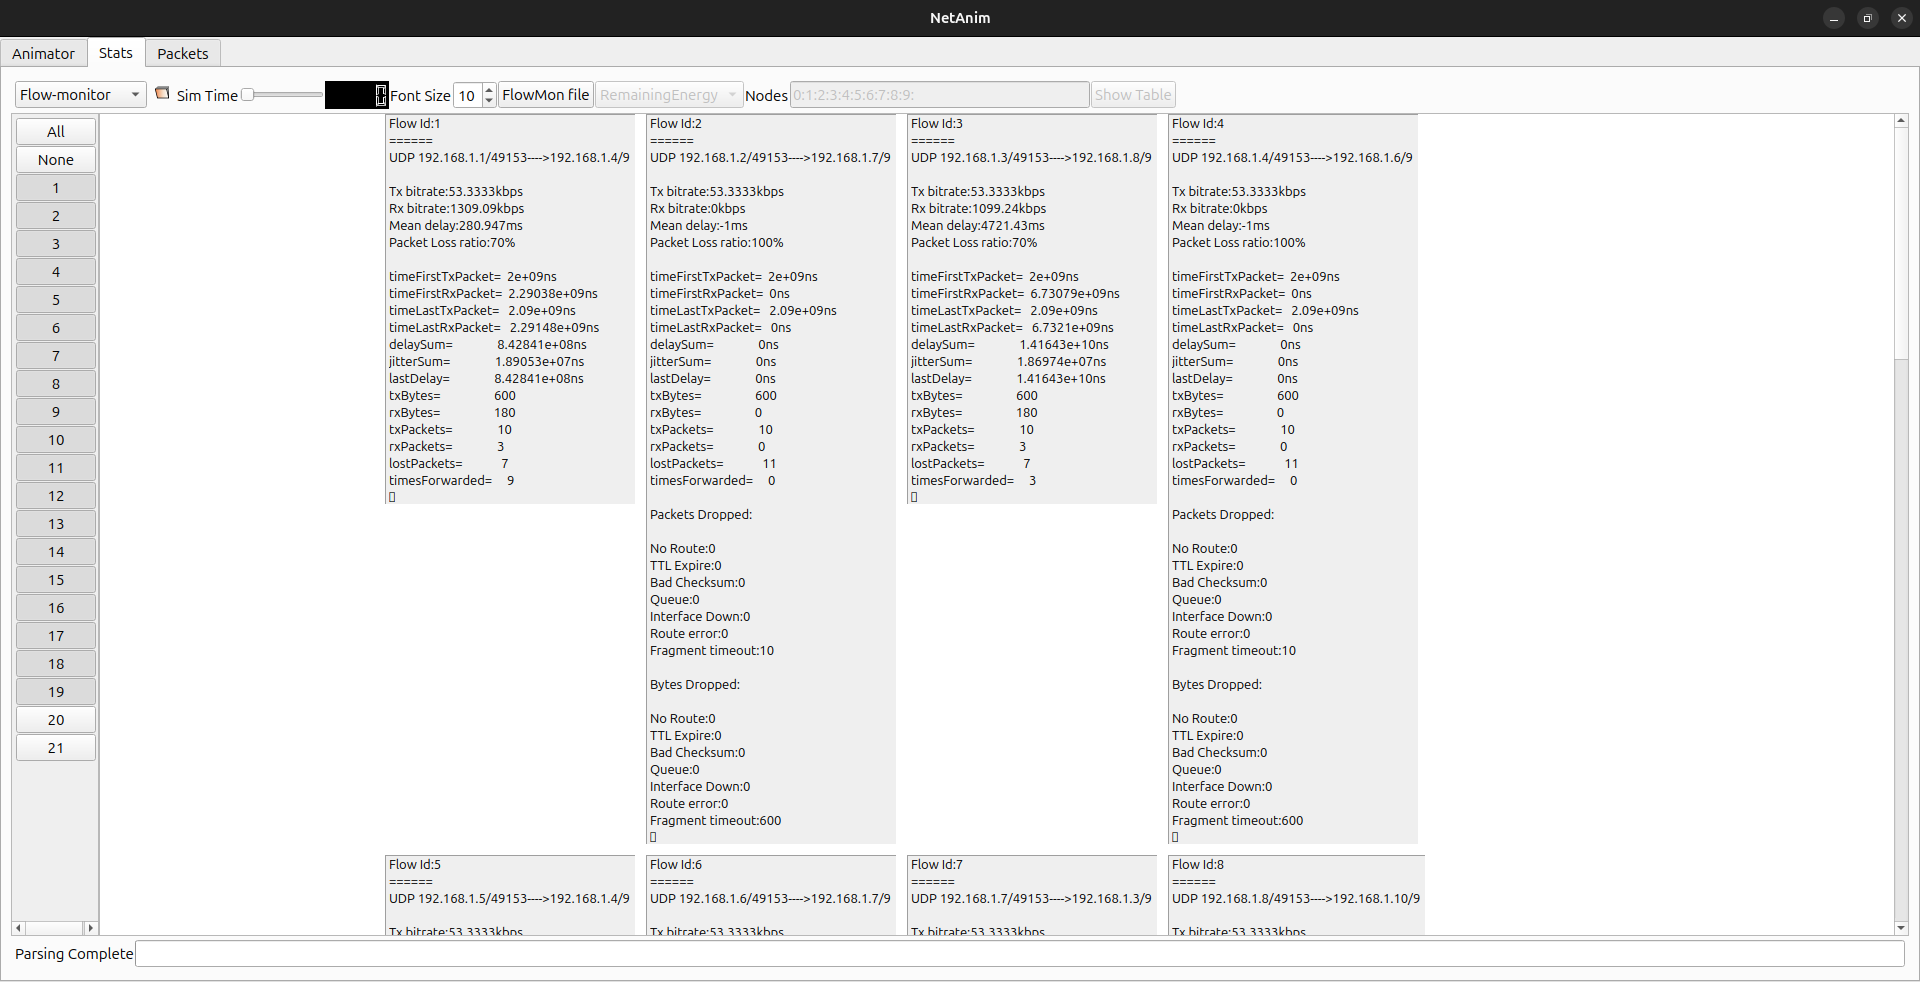 NetAnim
Animator Stats Packets
Flow-monitor Sim Time Font Size 10 FlowMon file RemainingEnergy Nodes 0:1:2:3:4:5:6:7:8:9: Show Table
All
None
1
2
3
4
5
6
7
8
9
10
11
12
13
14
15
16
17
18
19
20
21
Flow Id:1
======
UDP 192.168.1.1/49153---->192.168.1.4/9
Tx bitrate:53.3333kbps
Rx bitrate:1309.09kbps
Mean delay:280.947ms
Packet Loss ratio:70%
timeFirstTxPacket= 2e+09ns
timeFirstRxPacket= 2.29038e+09ns
timeLastTxPacket= 2.09e+09ns
timeLastRxPacket= 2.29148e+09ns
delaySum= 8.42841e+08ns
jitterSum= 1.89053e+07ns
lastDelay= 8.42841e+08ns
txBytes= 600
rxBytes= 180
txPackets= 10
rxPackets= 3
lostPackets= 7
timesForwarded= 9
Flow Id:2
======
UDP 192.168.1.2/49153---->192.168.1.7/9
Tx bitrate:53.3333kbps
Rx bitrate:0kbps
Mean delay:-1ms
Packet Loss ratio:100%
timeFirstTxPacket= 2e+09ns
timeFirstRxPacket= 0ns
timeLastTxPacket= 2.09e+09ns
timeLastRxPacket= 0ns
delaySum= 0ns
jitterSum= 0ns
lastDelay= 0ns
txBytes= 600
rxBytes= 0
txPackets= 10
rxPackets= 0
lostPackets= 11
timesForwarded= 0
Packets Dropped:
No Route:0
TTL Expire:0
Bad Checksum:0
Queue:0
Interface Down:0
Route error:0
Fragment timeout:10
Bytes Dropped:
No Route:0
TTL Expire:0
Bad Checksum:0
Queue:0
Interface Down:0
Route error:0
Fragment timeout:600
Flow Id:3
======
UDP 192.168.1.3/49153---->192.168.1.8/9
Tx bitrate:53.3333kbps
Rx bitrate:1099.24kbps
Mean delay:4721.43ms
Packet Loss ratio:70%
timeFirstTxPacket= 2e+09ns
timeFirstRxPacket= 6.73079e+09ns
timeLastTxPacket= 2.09e+09ns
timeLastRxPacket= 6.7321e+09ns
delaySum= 1.41643e+10ns
jitterSum= 1.86974e+07ns
lastDelay= 1.41643e+10ns
txBytes= 600
rxBytes= 180
txPackets= 10
rxPackets= 3
lostPackets= 7
timesForwarded= 3
Flow Id:4
======
UDP 192.168.1.4/49153---->192.168.1.6/9
Tx bitrate:53.3333kbps
Rx bitrate:0kbps
Mean delay:-1ms
Packet Loss ratio:100%
timeFirstTxPacket= 2e+09ns
timeFirstRxPacket= 0ns
timeLastTxPacket= 2.09e+09ns
timeLastRxPacket= 0ns
delaySum= 0ns
jitterSum= 0ns
lastDelay= 0ns
txBytes= 600
rxBytes= 0
txPackets= 10
rxPackets= 0
lostPackets= 11
timesForwarded= 0
Packets Dropped:
No Route:0
TTL Expire:0
Bad Checksum:0
Queue:0
Interface Down:0
Route error:0
Fragment timeout:10
Bytes Dropped:
No Route:0
TTL Expire:0
Bad Checksum:0
Queue:0
Interface Down:0
Route error:0
Fragment timeout:600
Flow Id:5
======
UDP 192.168.1.5/49153---->192.168.1.4/9
Tx bitrate:53.3333kbps
Flow Id:6
======
UDP 192.168.1.6/49153---->192.168.1.7/9
Tx bitrate:53.3333kbps
Flow Id:7
======
UDP 192.168.1.7/49153---->192.168.1.3/9
Tx bitrate:53.3333kbps
Flow Id:8
======
UDP 192.168.1.8/49153---->192.168.1.10/9
Tx bitrate:53.3333kbps
Parsing Complete